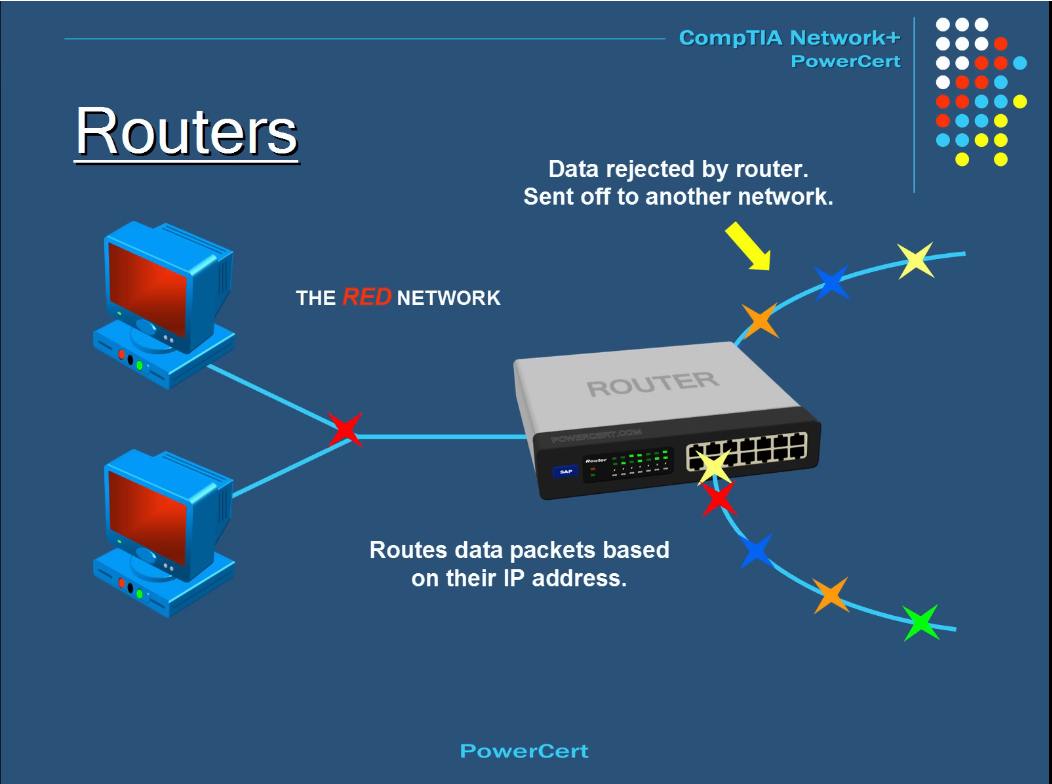 CompTIA Network+
PowerCert
Routers
Data rejected by router.
Sent off to another network.
THE RED NETWORK
ROUTER
POWERCERT.COM
Router
SAP
Routes data packets based
on their IP address.
PowerCert